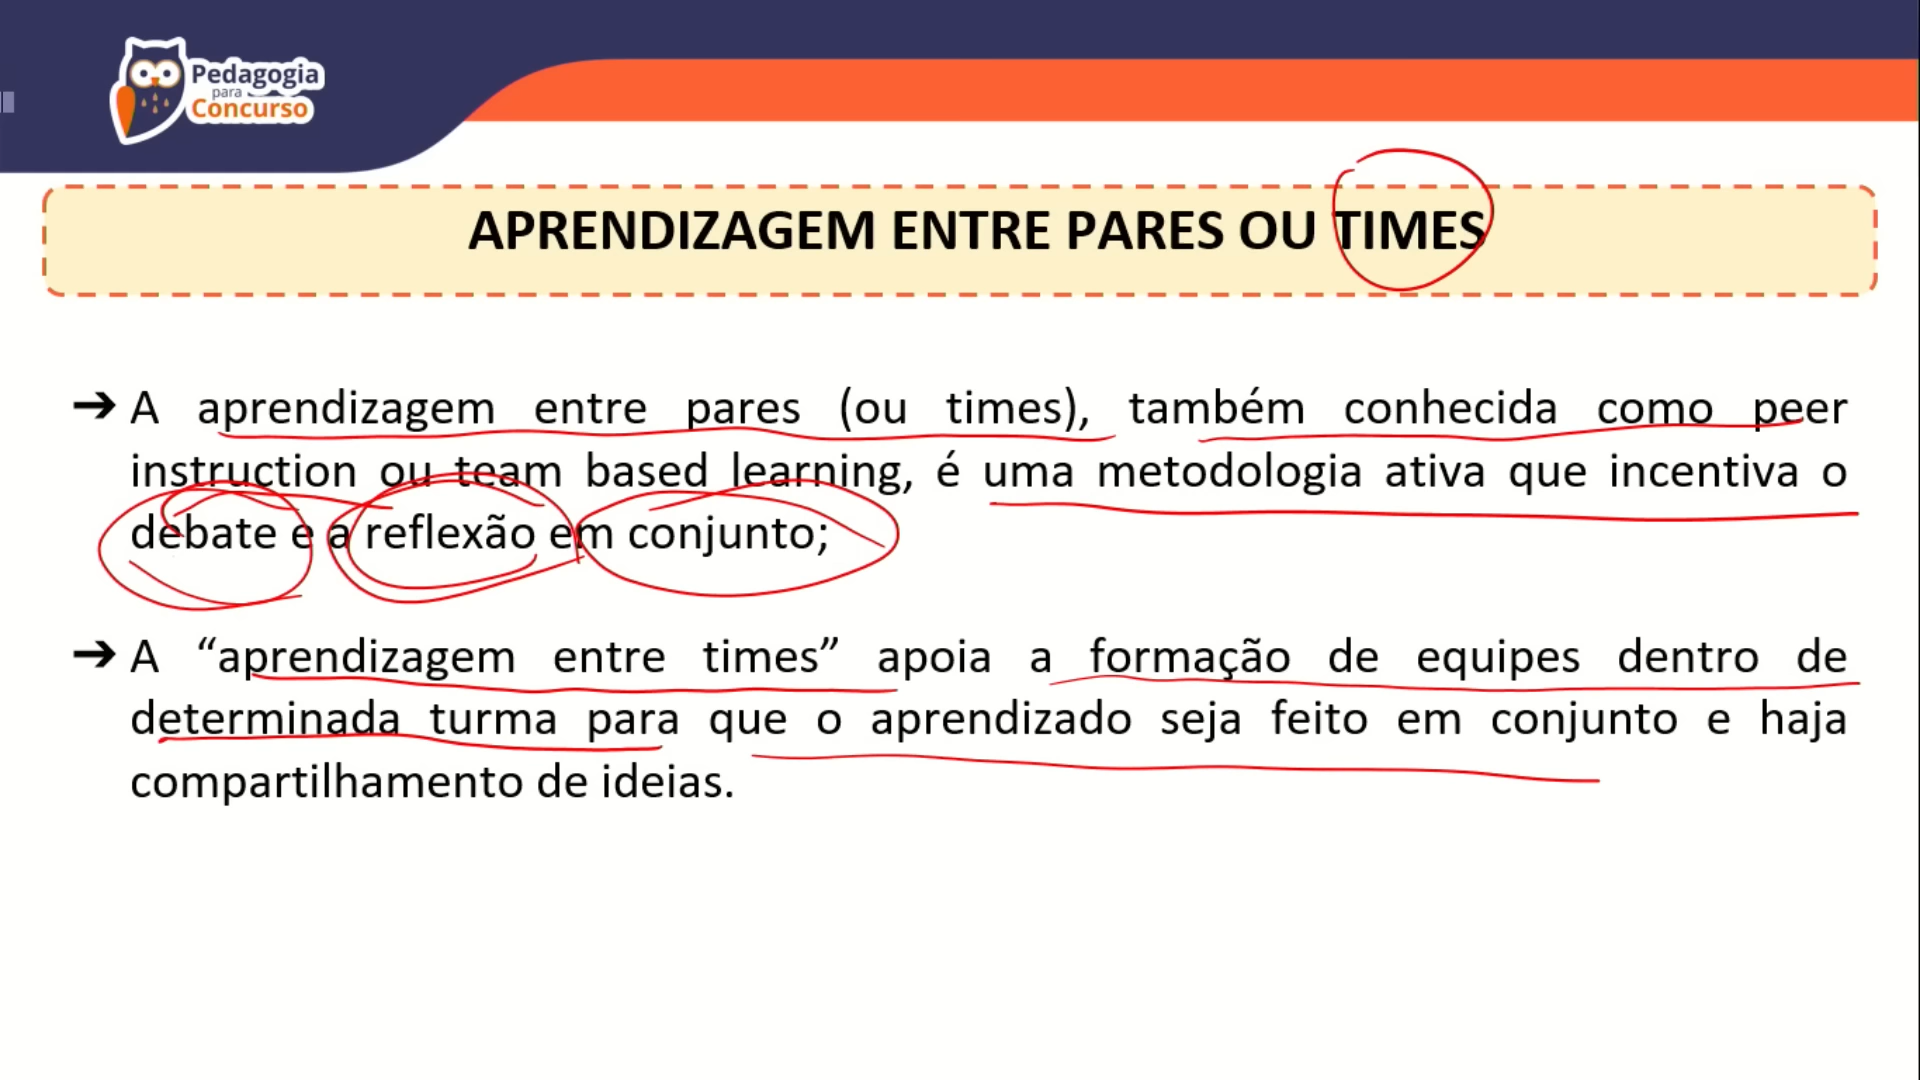 Pedagogia
para
Concurso
APRENDIZAGEM ENTRE PARES OU TIMES
➔ A aprendizagem entre pares (ou times), também conhecida como peer
instruction ou team based learning, é uma metodologia ativa que incentiva o
debate e a reflexão em conjunto;
➔ A “aprendizagem entre times” apoia a formação de equipes dentro de
determinada turma para que o aprendizado seja feito em conjunto e haja
compartilhamento de ideias.